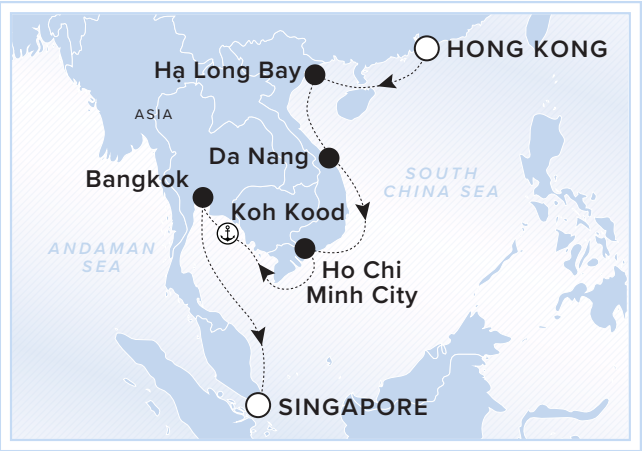 HONG KONG
Hạ Long Bay
ASIA
Da Nang
SOUTH
CHINA SEA
Bangkok
Koh Kood
ANDAMAN
SEA
Ho Chi
Minh City
SINGAPORE